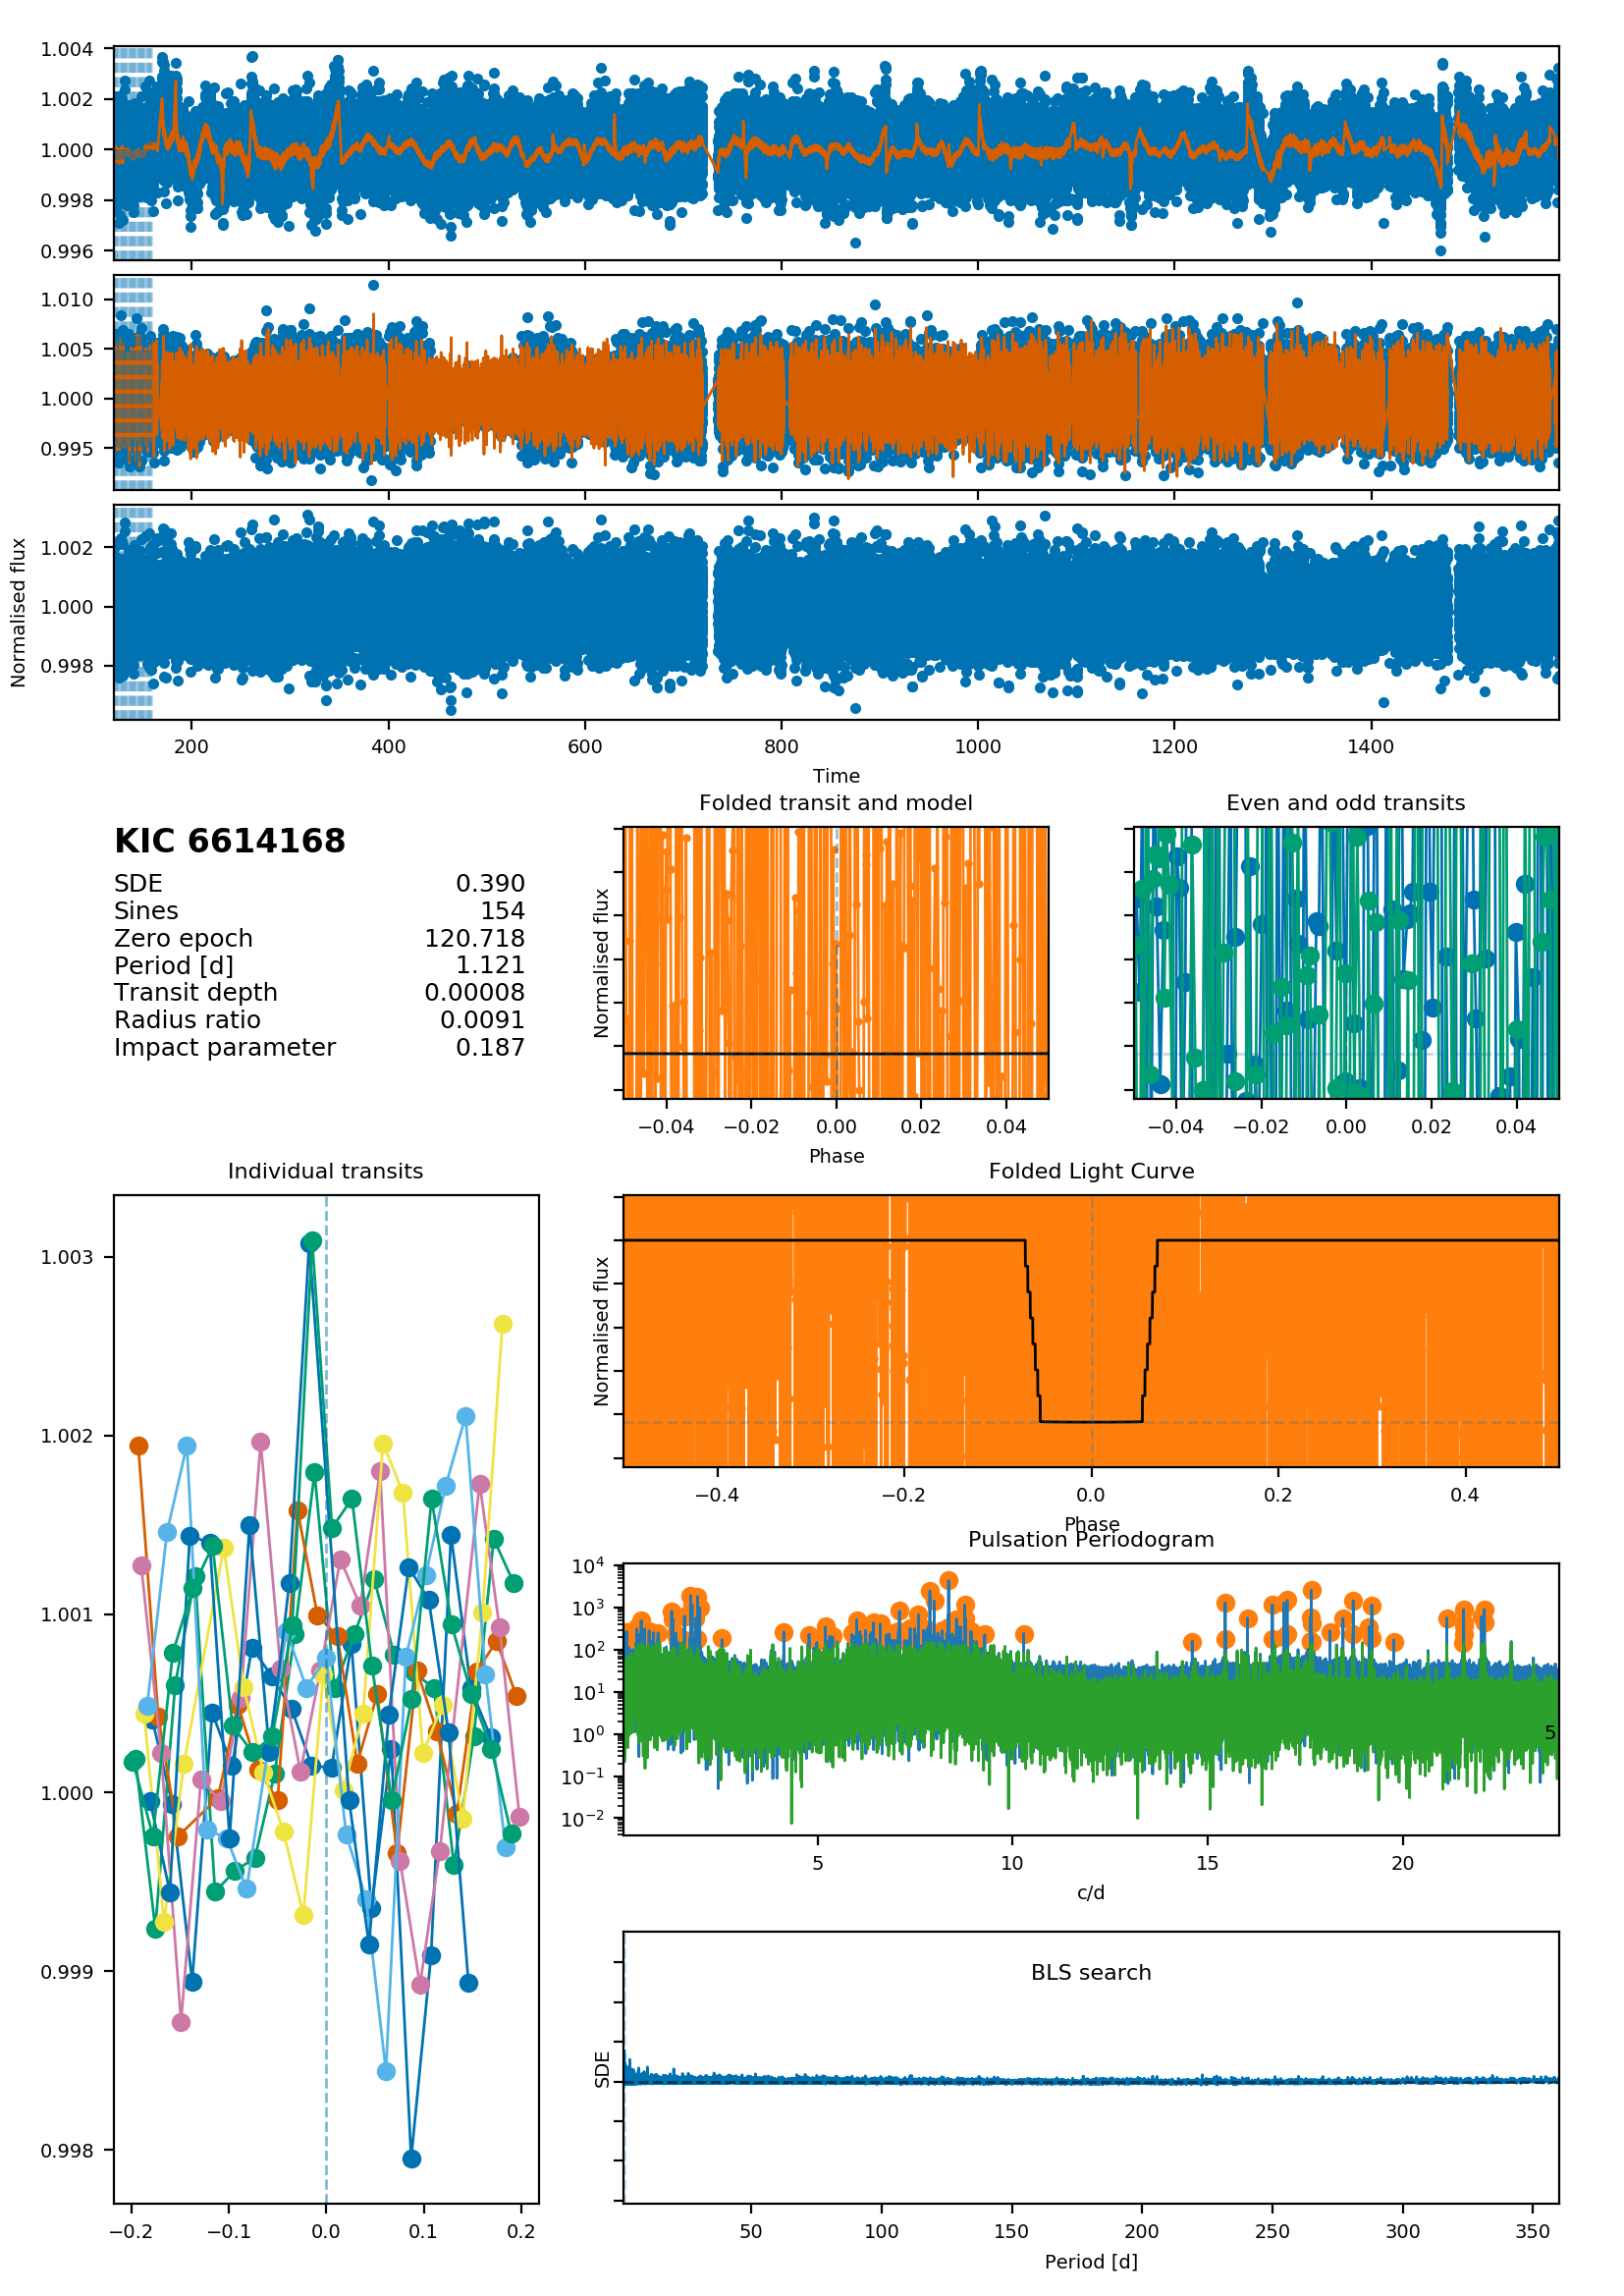 1.004
1.002
1.000
0.998
0.996
1.010
1.005
1.000
0.995
1.002
1.000
0.998
Normalised flux
200 400 600 800 1000 1200 1400
Time
KIC 6614168
SDE 0.390
Sines 154
Zero epoch 120.718
Period [d] 1.121
Transit depth 0.00008
Radius ratio 0.0091
Impact parameter 0.187
Folded transit and model
Normalised flux
−0.04 −0.02 0.00 0.02 0.04
Phase
Even and odd transits
−0.04 −0.02 0.00 0.02 0.04
Individual transits
1.003
1.002
1.001
1.000
0.999
0.998
−0.2 −0.1 0.0 0.1 0.2
Folded Light Curve
Normalised flux
−0.4 −0.2 0.0 0.2 0.4
Phase
Pulsation Periodogram
10⁴
10³
10²
10¹
10⁰
10⁻¹
10⁻²
5
5 10 15 20
c/d
BLS search
SDE
50 100 150 200 250 300 350
Period [d]